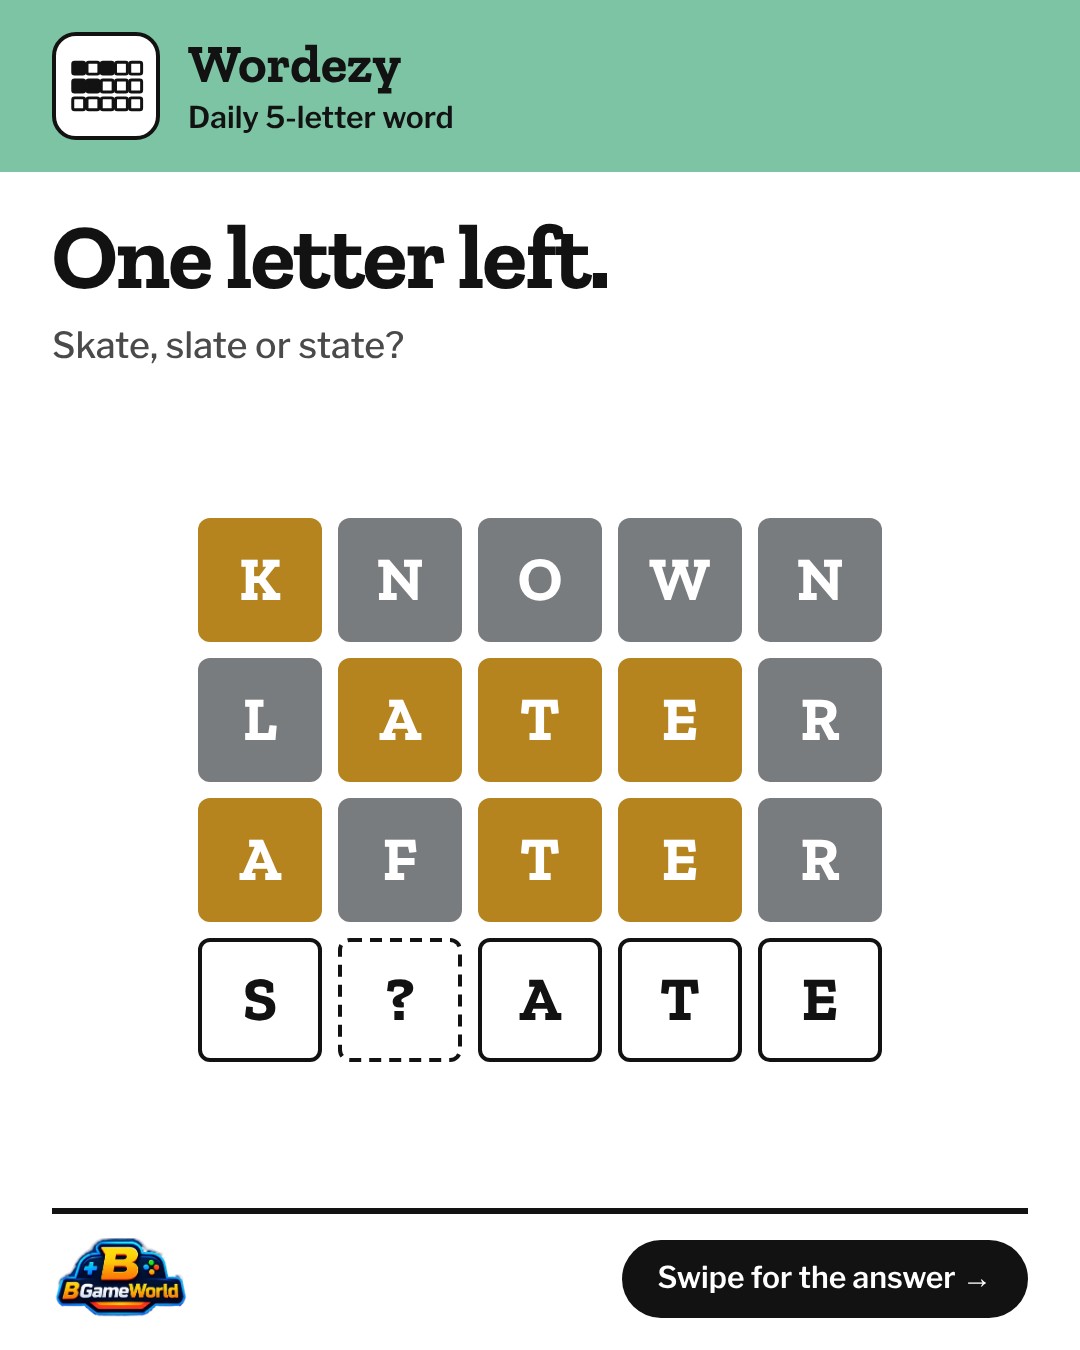 Wordezy
Daily 5-letter word
One letter left.
Skate, slate or state?
K N O W N
L A T E R
A F T E R
S ? A T E
B
BGameWorld
Swipe for the answer →